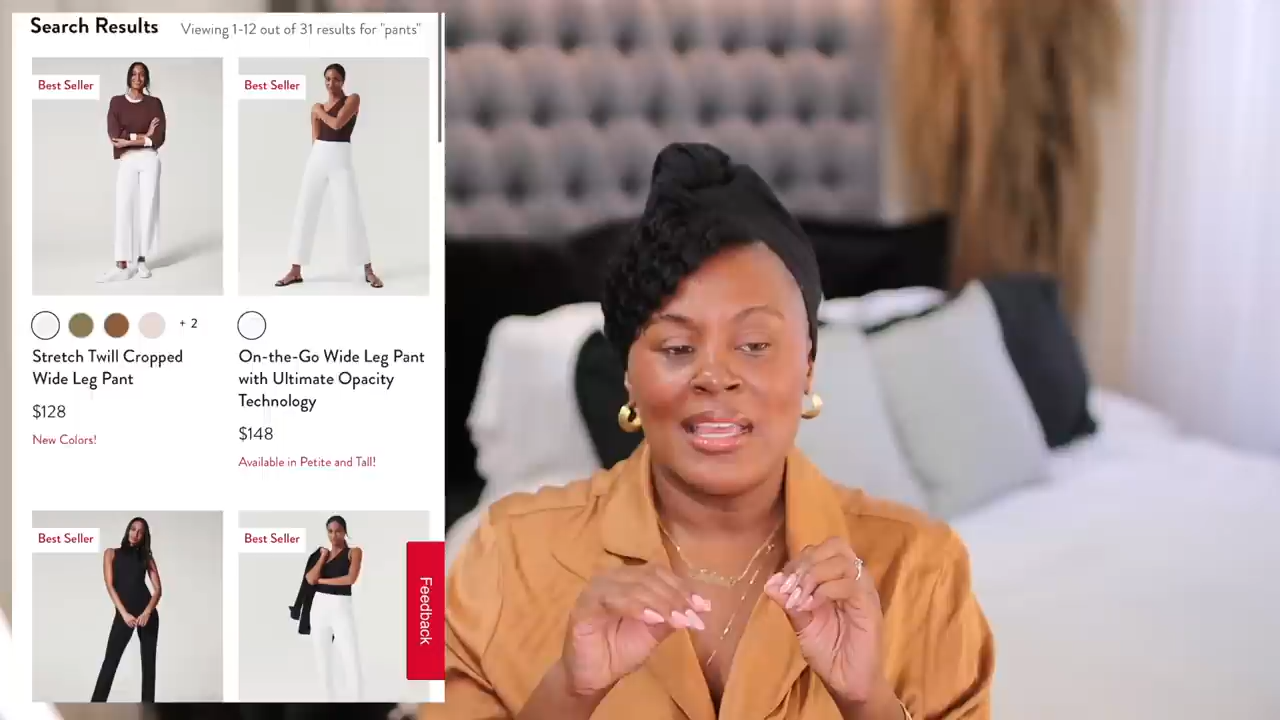 Search Results
Viewing 1-12 out of 31 results for "pants"
Best Seller
Best Seller
+ 2
Stretch Twill Cropped
Wide Leg Pant
$128
New Colors!
On-the-Go Wide Leg Pant
with Ultimate Opacity
Technology
$148
Available in Petite and Tall!
Best Seller
Best Seller
Feedback